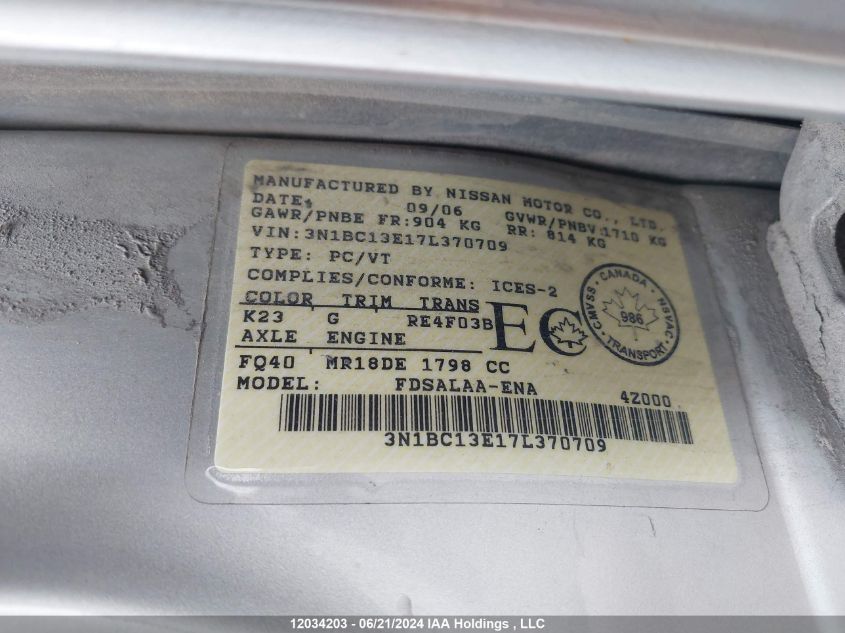 MANUFACTURED BY NISSAN MOTOR CO., LTD.
DATE: 09/06 GVWR/PNBV:1710 KG
GAWR/PNBE FR:904 KG RR: 814 KG
VIN:3N1BC13E17L370709
TYPE: PC/VT
COMPLIES/CONFORME: ICES-2
COLOR TRIM TRANS
K23 G RE4F03B
AXLE ENGINE
FQ40 MR18DE 1798 CC
MODEL: FDSALAA-ENA
4Z000
EC
CANADA
CMVSS · NSVAC
986
TRANSPORT
3N1BC13E17L370709
12034203 - 06/21/2024 IAA Holdings , LLC